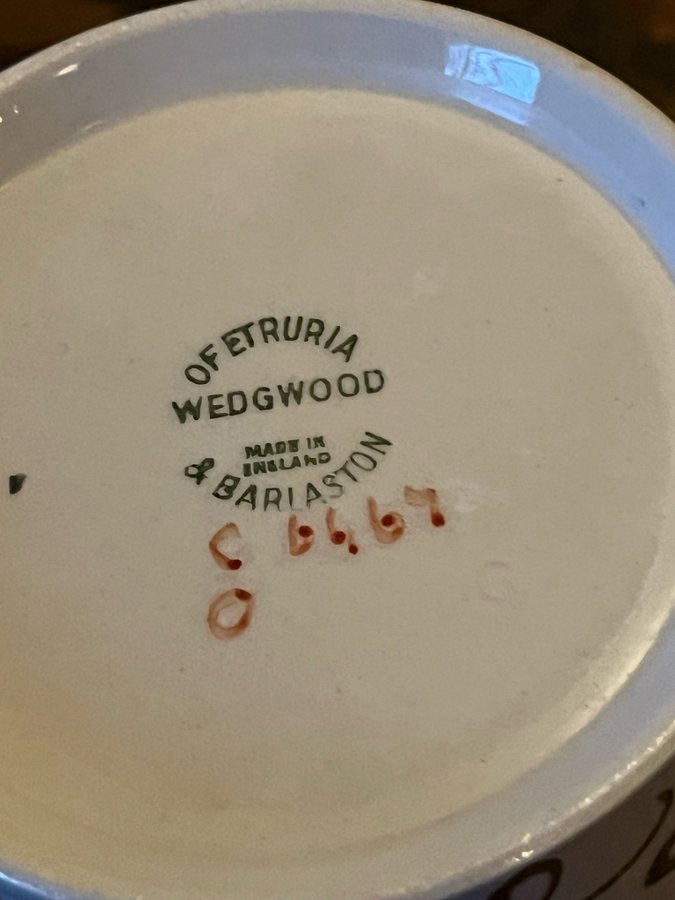 OF ETRURIA
WEDGWOOD
MADE IN
ENGLAND
& BARLASTON
C 6667
O